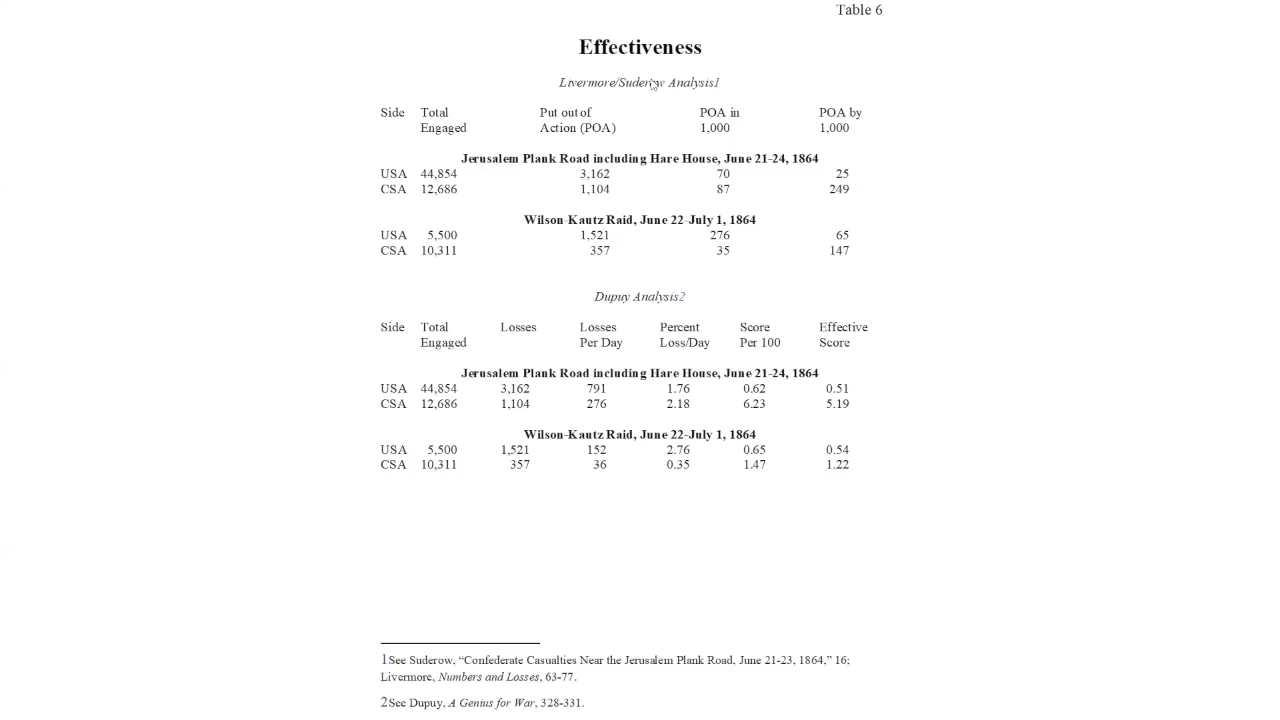 Table 6
Effectiveness
Livermore/Suderow Analysis1
Side Total Put out of POA in POA by
Engaged Action (POA) 1,000 1,000
Jerusalem Plank Road including Hare House, June 21-24, 1864
USA 44,854 3,162 70 25
CSA 12,686 1,104 87 249
Wilson-Kautz Raid, June 22-July 1, 1864
USA 5,500 1,521 276 65
CSA 10,311 357 35 147
Dupuy Analysis2
Side Total Losses Losses Percent Score Effective
Engaged Per Day Loss/Day Per 100 Score
Jerusalem Plank Road including Hare House, June 21-24, 1864
USA 44,854 3,162 791 1.76 0.62 0.51
CSA 12,686 1,104 276 2.18 6.23 5.19
Wilson-Kautz Raid, June 22-July 1, 1864
USA 5,500 1,521 152 2.76 0.65 0.54
CSA 10,311 357 36 0.35 1.47 1.22
1See Suderow, “Confederate Casualties Near the Jerusalem Plank Road, June 21-23, 1864,” 16;
Livermore, Numbers and Losses, 63-77.
2See Dupuy, A Genius for War, 328-331.